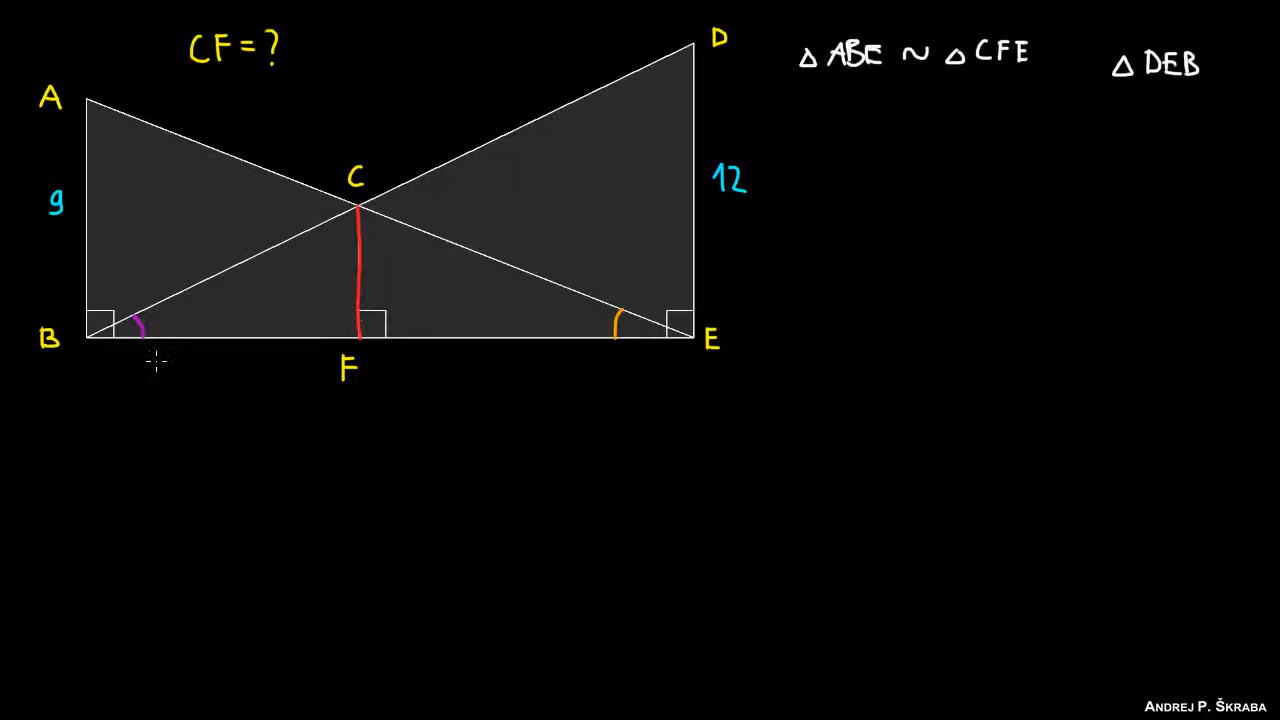 CF = ?
D
△ ABE ~ △ CFE △ DEB
A
C
9
12
B
F
E
ANDREJ P. ŠKRABA